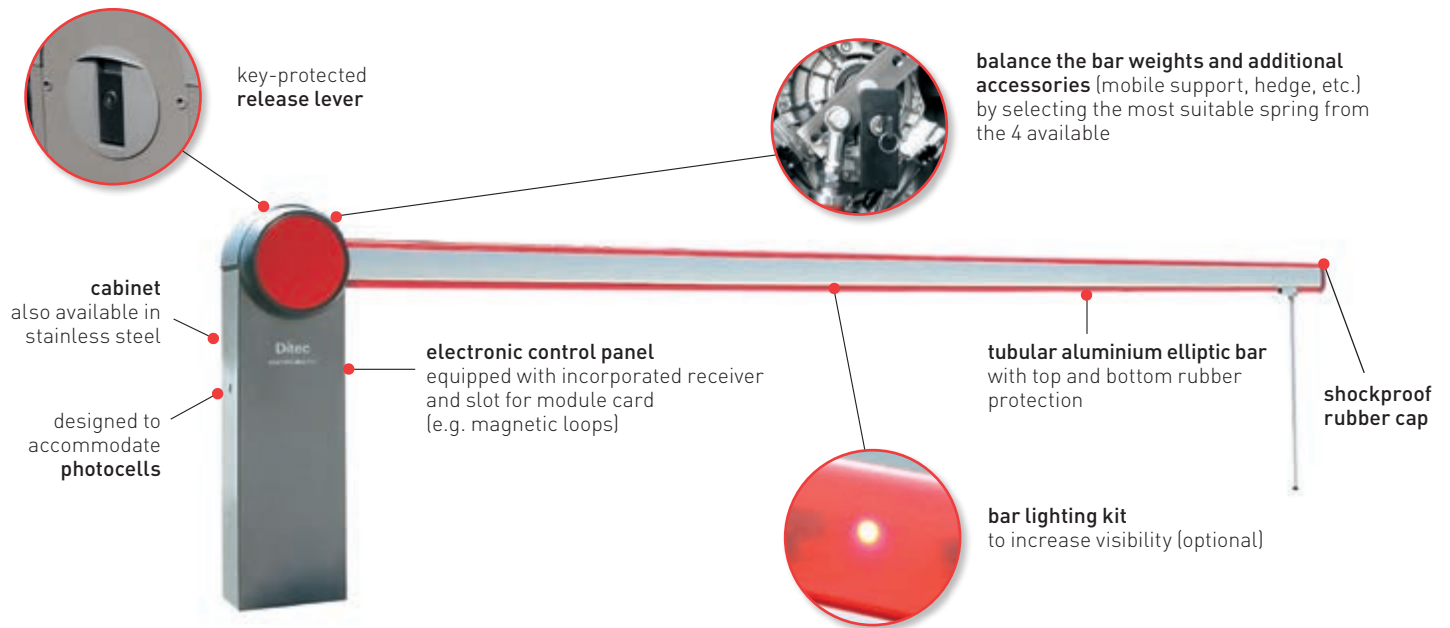 key-protected
release lever
balance the bar weights and additional
accessories (mobile support, hedge, etc.)
by selecting the most suitable spring from
the 4 available
cabinet
also available in
stainless steel
Ditec
electronic control panel
equipped with incorporated receiver
and slot for module card
(e.g. magnetic loops)
tubular aluminium elliptic bar
with top and bottom rubber
protection
shockproof
rubber cap
designed to
accommodate
photocells
bar lighting kit
to increase visibility (optional)